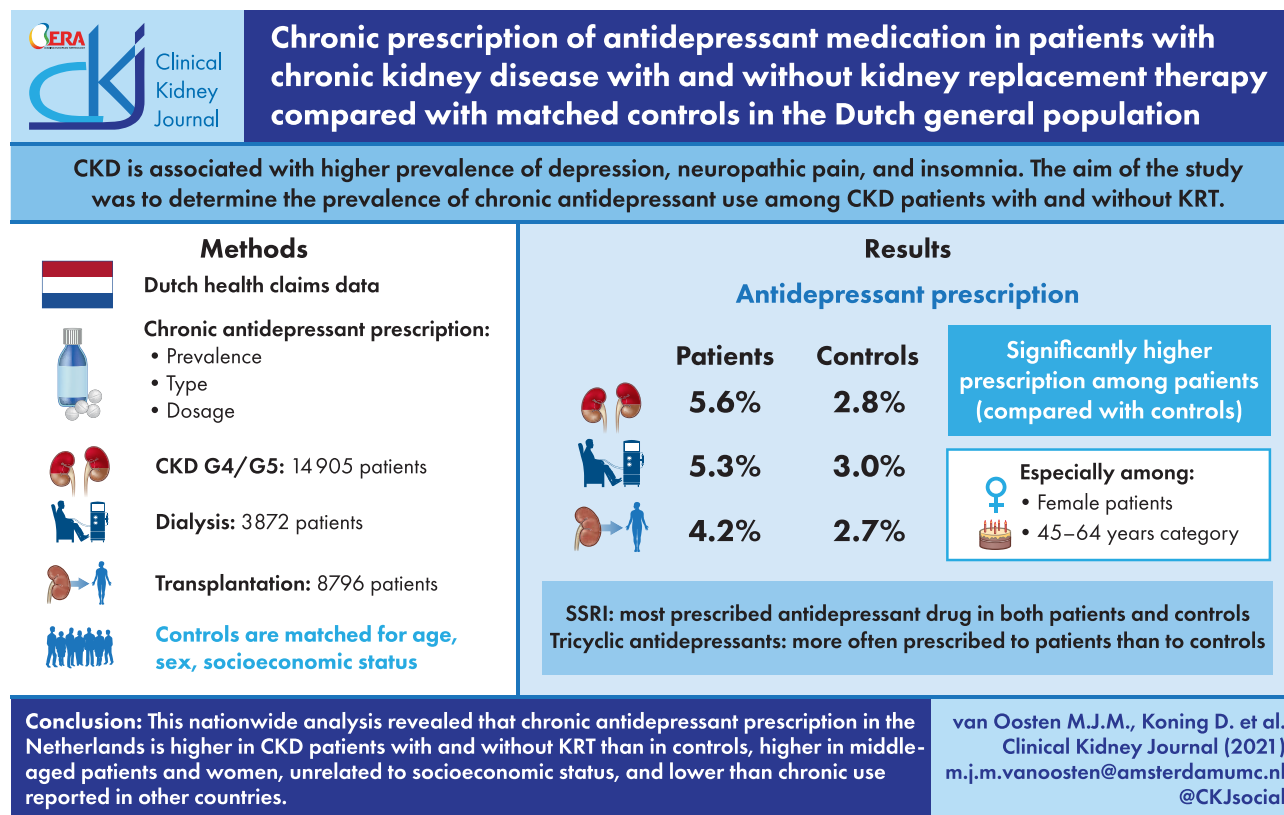 ERA
CKJ
Clinical
Kidney
Journal
Chronic prescription of antidepressant medication in patients with
chronic kidney disease with and without kidney replacement therapy
compared with matched controls in the Dutch general population
CKD is associated with higher prevalence of depression, neuropathic pain, and insomnia. The aim of the study
was to determine the prevalence of chronic antidepressant use among CKD patients with and without KRT.
Methods
Dutch health claims data
Chronic antidepressant prescription:
• Prevalence
• Type
• Dosage
CKD G4/G5: 14 905 patients
Dialysis: 3872 patients
Transplantation: 8796 patients
Controls are matched for age,
sex, socioeconomic status
Results
Antidepressant prescription
Patients Controls
5.6% 2.8%
5.3% 3.0%
4.2% 2.7%
Significantly higher
prescription among patients
(compared with controls)
Especially among:
• Female patients
• 45–64 years category
SSRI: most prescribed antidepressant drug in both patients and controls
Tricyclic antidepressants: more often prescribed to patients than to controls
Conclusion: This nationwide analysis revealed that chronic antidepressant prescription in the
Netherlands is higher in CKD patients with and without KRT than in controls, higher in middle-
aged patients and women, unrelated to socioeconomic status, and lower than chronic use
reported in other countries.
van Oosten M.J.M., Koning D. et al.
Clinical Kidney Journal (2021)
m.j.m.vanoosten@amsterdamumc.nl
@CKJsocial